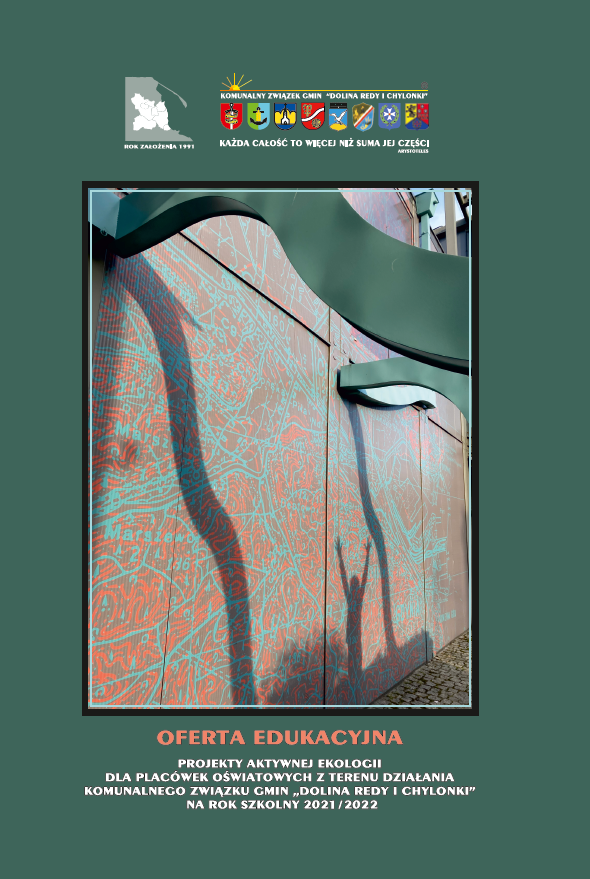 KOMUNALNY ZWIĄZEK GMIN "DOLINA REDY I CHYLONKI"
ROK ZAŁOŻENIA 1991
KAŻDA CAŁOŚĆ TO WIĘCEJ NIŻ SUMA JEJ CZĘŚCI
ARYSTOTELES
Marszewo
OFERTA EDUKACYJNA
PROJEKTY AKTYWNEJ EKOLOGII
DLA PLACÓWEK OŚWIATOWYCH Z TERENU DZIAŁANIA
KOMUNALNEGO ZWIĄZKU GMIN „DOLINA REDY I CHYLONKI”
NA ROK SZKOLNY 2021/2022